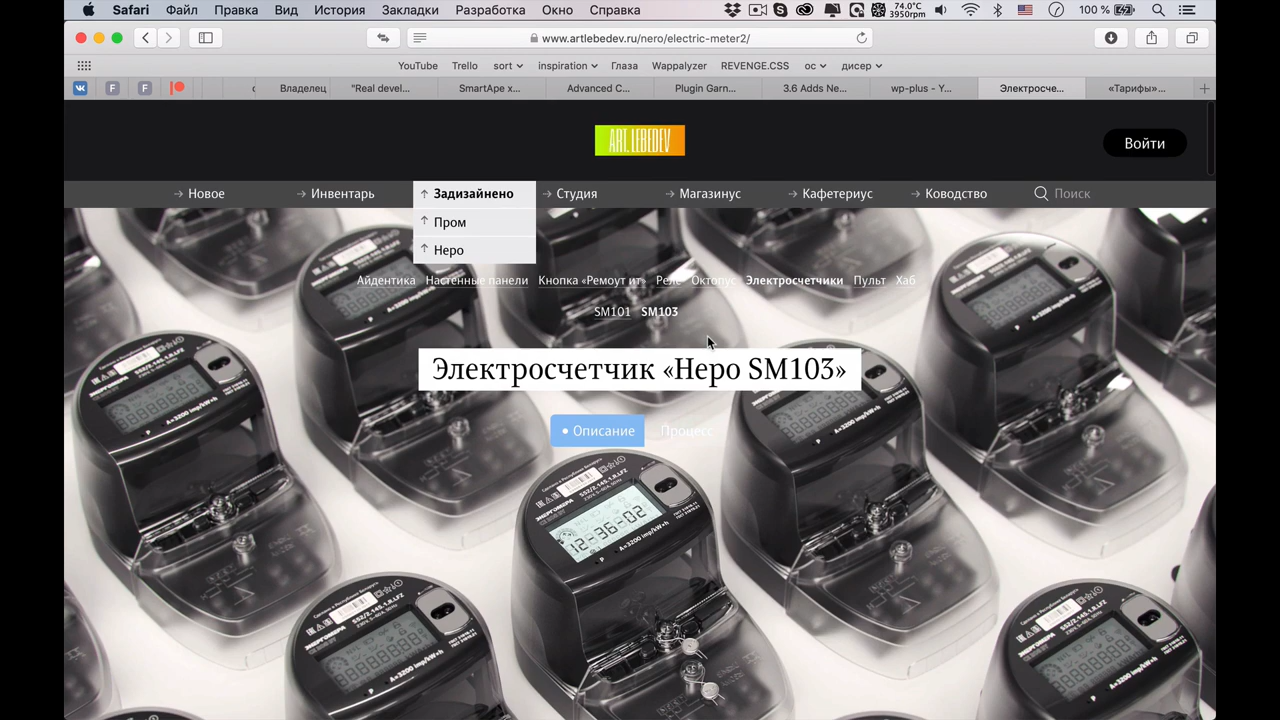 Safari Файл Правка Вид История Закладки Разработка Окно Справка 74.0°C 3950rpm 100 %
www.artlebedev.ru/nero/electric-meter2/
YouTube Trello sort inspiration Глаза Wappalyzer REVENGE.CSS ос дисер
F F Владелец "Real devel... SmartApe x... Advanced C... Plugin Garn... 3.6 Adds Ne... wp-plus - Y... Электросче... «Тарифы»...
ART. LEBEDEV
Войти
→ Новое → Инвентарь ↑ Задизайнено → Студия → Магазинус → Кафетериус → Ководство Поиск
↑ Пром
↑ Неро
Айдентика Настенные панели Кнопка «Ремоут ит» Реле Октопус Электросчетчики Пульт Хаб
SM101 SM103
Электросчетчик «Неро SM103»
• Описание Процесс
Сделано в Республике Беларусь
ЭНЕРГОМЕРА
12-36-02
A=3200 imp/kW•h